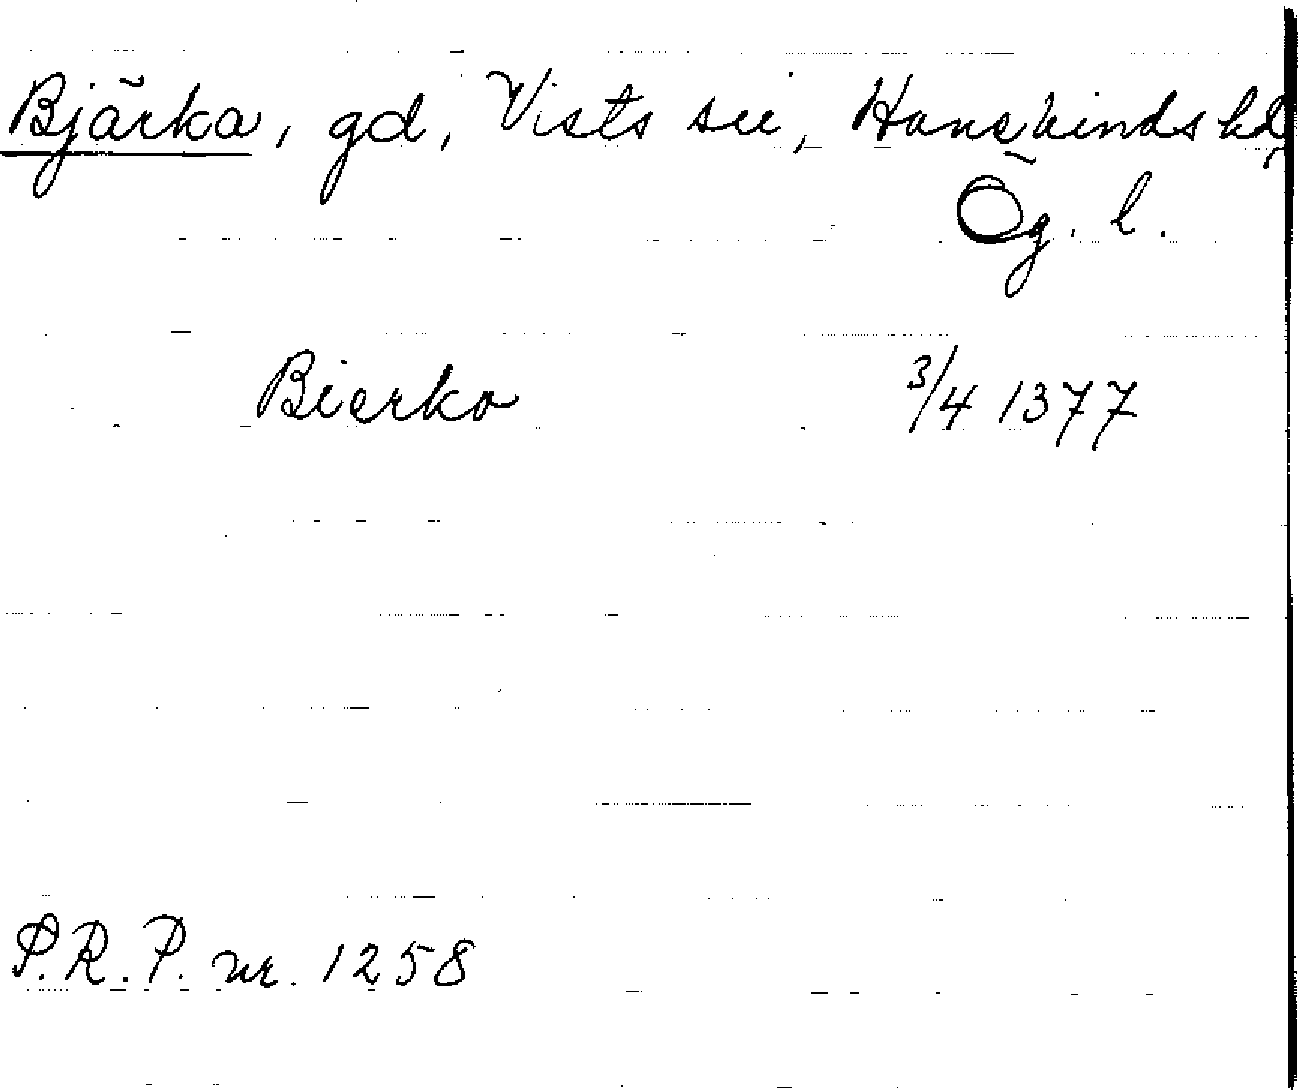 Bjärka, gd, Vists sn, Hanekinds hd,
Ög. l.
Bierko 3/4 1377
S.R.P. nr. 1258